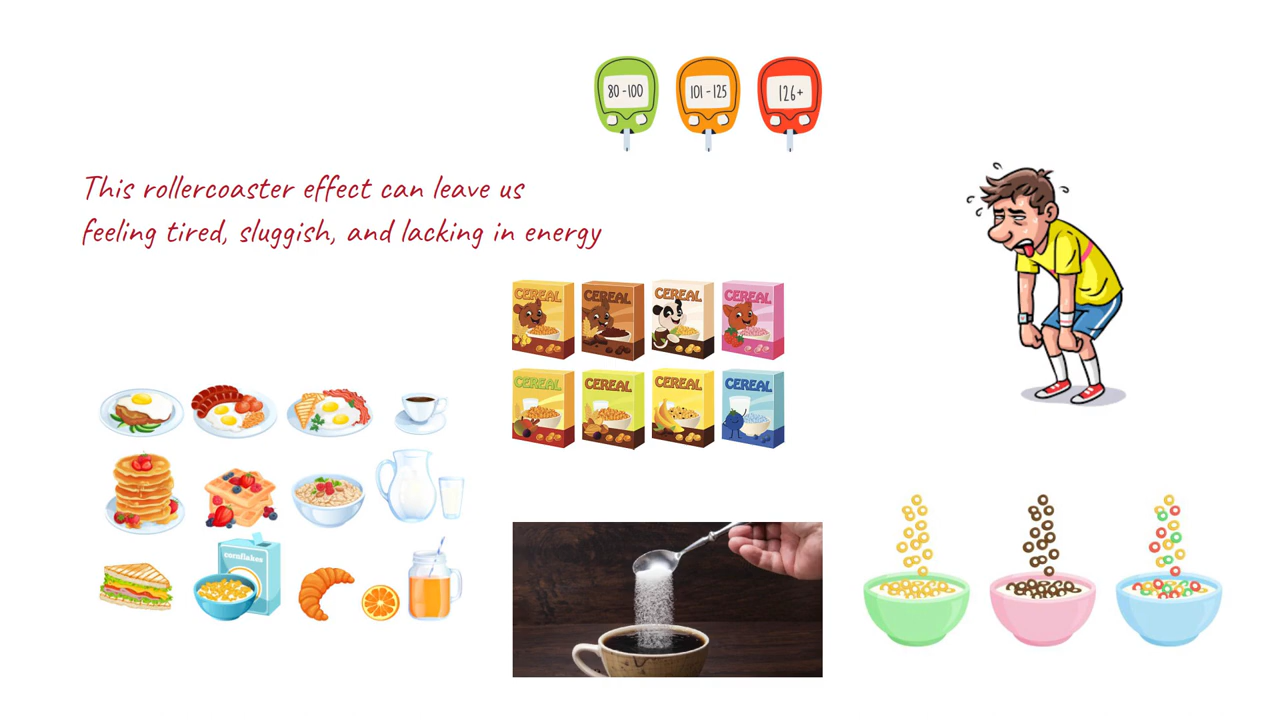 80-100
101-125
126+
This rollercoaster effect can leave us
feeling tired, sluggish, and lacking in energy
CEREAL CEREAL CEREAL CEREAL
CEREAL CEREAL CEREAL CEREAL
cornflakes